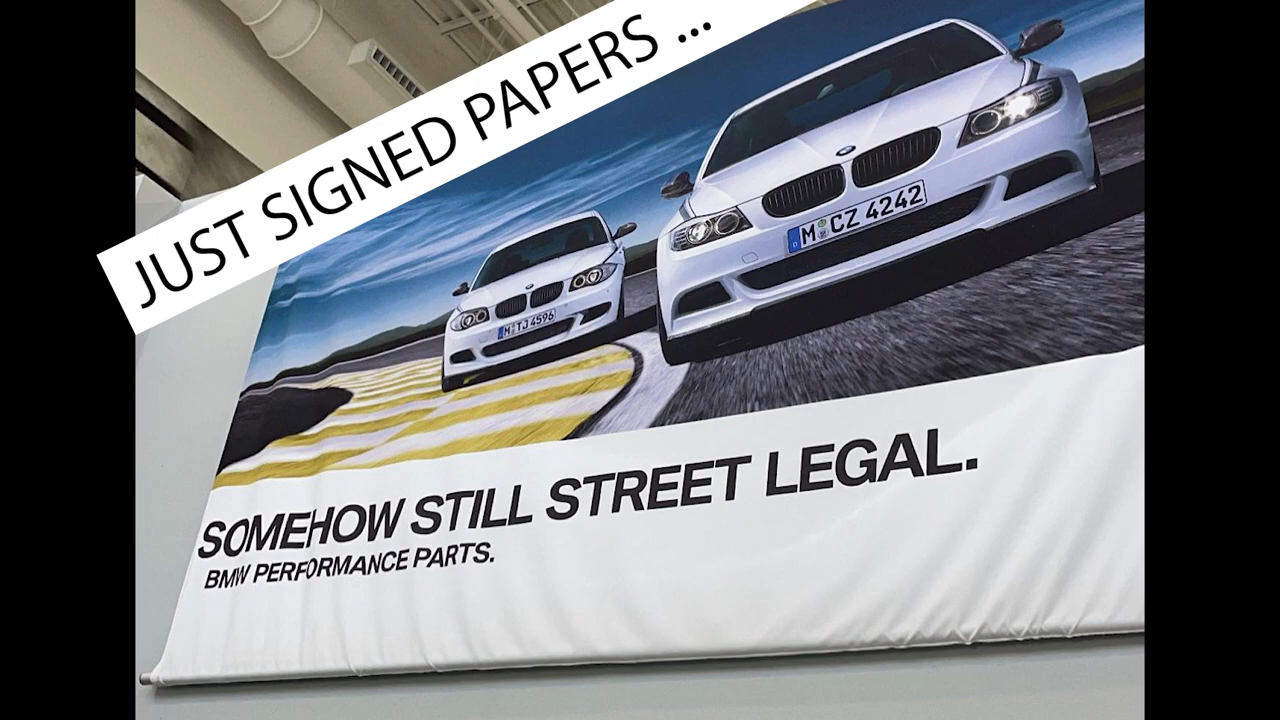 JUST SIGNED PAPERS ...
M CZ 4242
M TJ 4596
SOMEHOW STILL STREET LEGAL.
BMW PERFORMANCE PARTS.